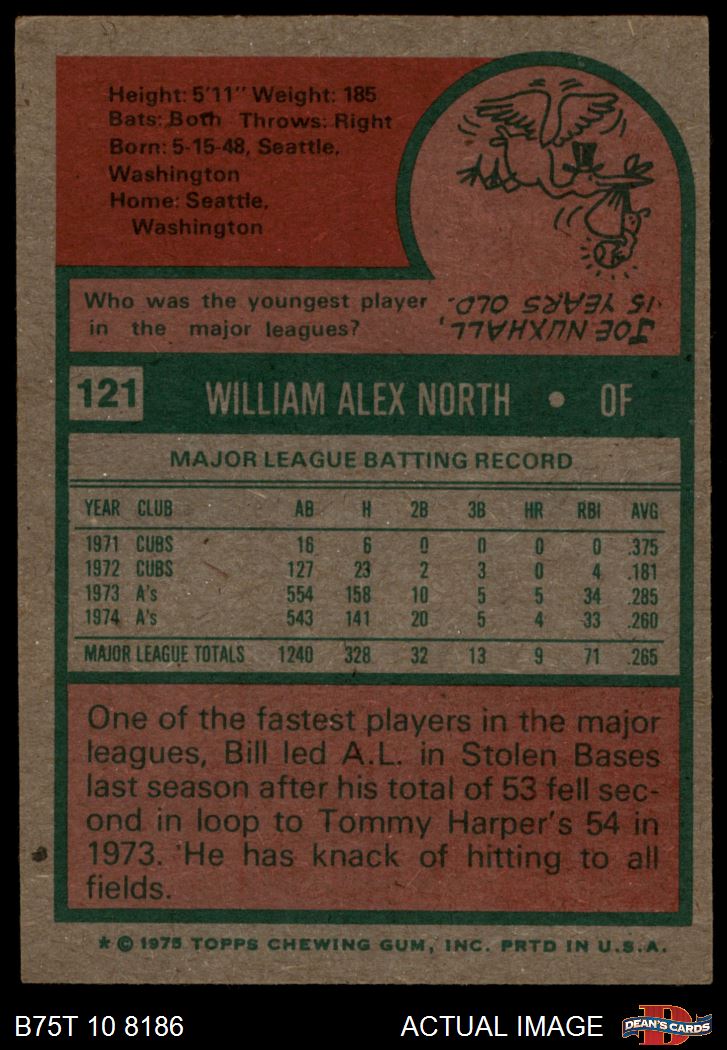 Height: 5'11" Weight: 185
Bats: Both Throws: Right
Born: 5-15-48, Seattle,
Washington
Home: Seattle,
Washington
Who was the youngest player
in the major leagues?
JOE NUXHALL,
15 YEARS OLD.
121 WILLIAM ALEX NORTH • OF
MAJOR LEAGUE BATTING RECORD
YEAR CLUB AB H 2B 3B HR RBI AVG
1971 CUBS 16 6 0 0 0 0 .375
1972 CUBS 127 23 2 3 0 4 .181
1973 A's 554 158 10 5 5 34 .285
1974 A's 543 141 20 5 4 33 .260
MAJOR LEAGUE TOTALS 1240 328 32 13 9 71 .265
One of the fastest players in the major
leagues, Bill led A.L. in Stolen Bases
last season after his total of 53 fell sec-
ond in loop to Tommy Harper's 54 in
1973. He has knack of hitting to all
fields.
* © 1975 TOPPS CHEWING GUM, INC. PRTD IN U.S.A.
B75T 10 8186 ACTUAL IMAGE D DEAN'S CARDS